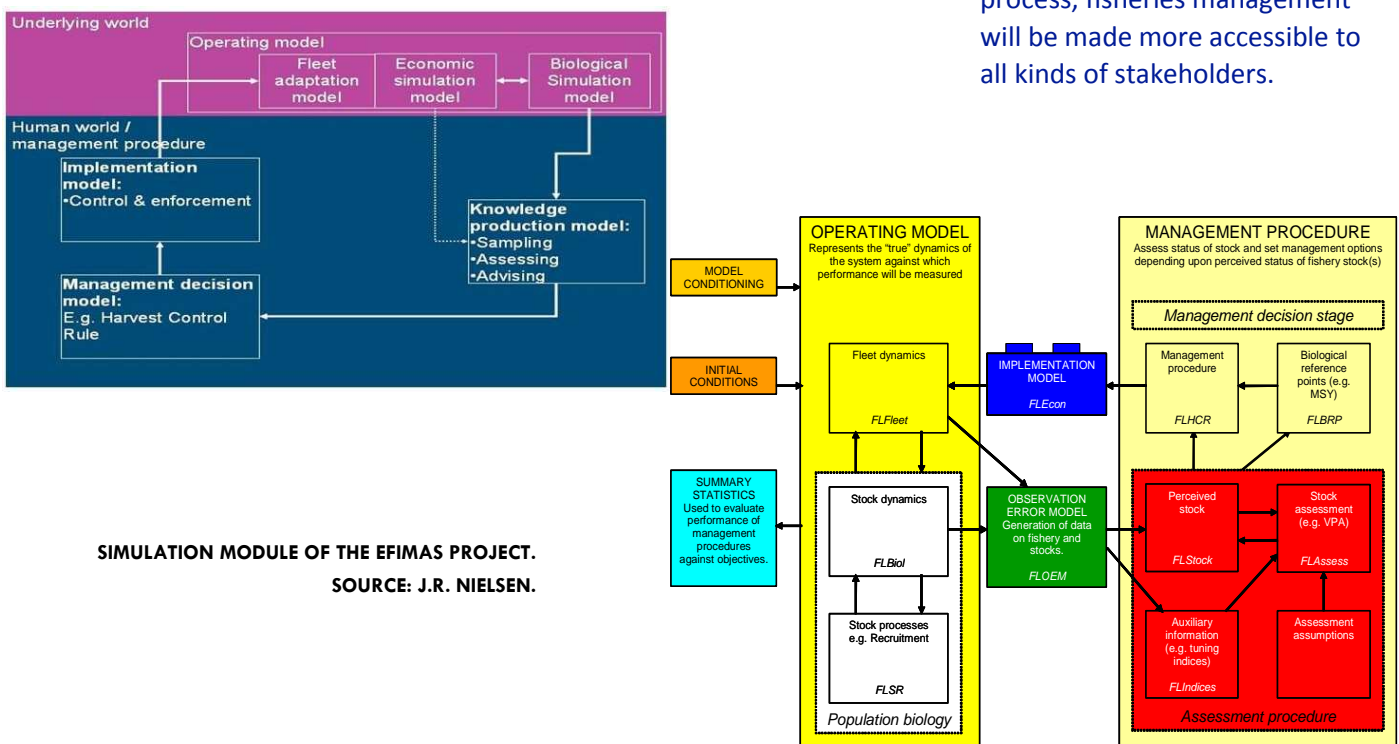 process, fisheries management
will be made more accessible to
all kinds of stakeholders.
Underlying world
Operating model
Fleet
adaptation
model
Economic
simulation
model
Biological
Simulation
model
Human world /
management procedure
Implementation
model:
•Control & enforcement
Knowledge
production model:
•Sampling
•Assessing
•Advising
Management decision
model:
E.g. Harvest Control
Rule
SIMULATION MODULE OF THE EFIMAS PROJECT.
SOURCE: J.R. NIELSEN.
MODEL
CONDITIONING
INITIAL
CONDITIONS
SUMMARY
STATISTICS
Used to evaluate
performance of
management
procedures
against objectives.
OPERATING MODEL
Represents the "true" dynamics of
the system against which
performance will be measured
Fleet dynamics
FLFleet
Stock dynamics
FLBiol
Stock processes
e.g. Recruitment
FLSR
Population biology
IMPLEMENTATION
MODEL
FLEcon
OBSERVATION
ERROR MODEL
Generation of data
on fishery and
stocks.
FLOEM
MANAGEMENT PROCEDURE
Assess status of stock and set management options
depending upon perceived status of fishery stock(s)
Management decision stage
Management
procedure
FLHCR
Biological
reference
points (e.g.
MSY)
FLBRP
Perceived
stock
FLStock
Stock
assessment
(e.g. VPA)
FLAssess
Auxiliary
information
(e.g. tuning
indices)
FLIndices
Assessment
assumptions
Assessment procedure